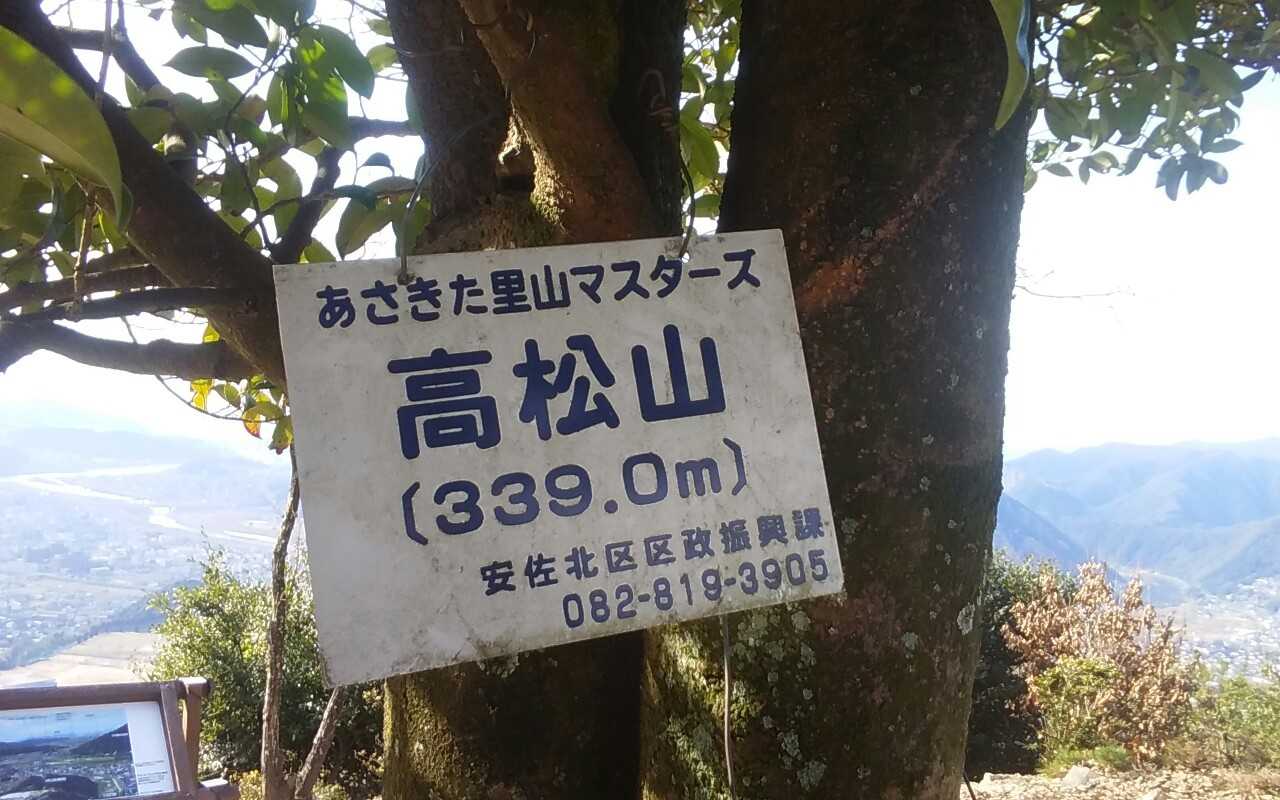 あさきた里山マスターズ
高松山
(339.0m)
安佐北区区政振興課
082-819-3905